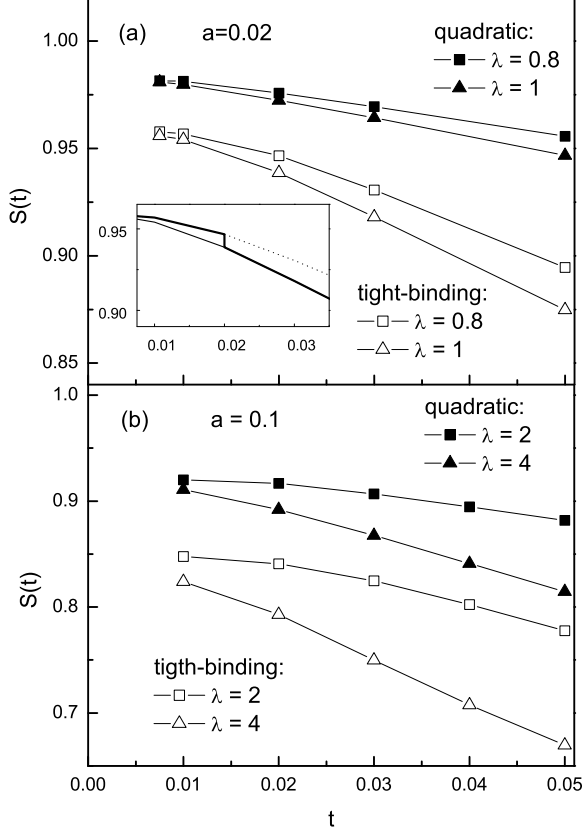 (a)
a=0.02
quadratic:
λ = 0.8
λ = 1
1.00
0.95
0.90
0.85
S(t)
0.95
0.90
0.01
0.02
0.03
tight-binding:
λ = 0.8
λ = 1
(b)
a = 0.1
quadratic:
λ = 2
λ = 4
1.0
0.9
0.8
0.7
S(t)
tigth-binding:
λ = 2
λ = 4
0.00
0.01
0.02
0.03
0.04
0.05
t